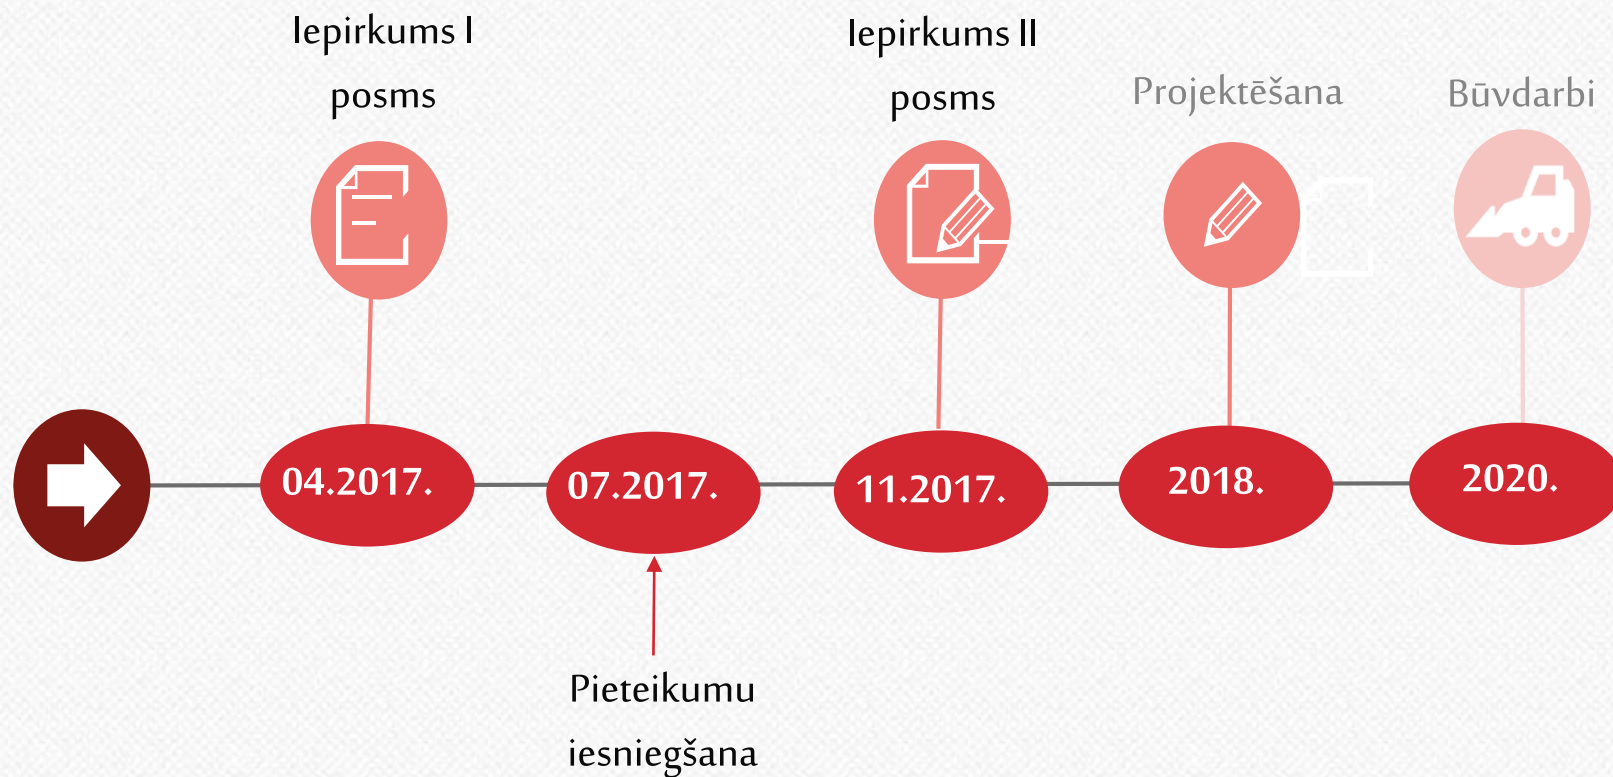 Iepirkums I
posms
Iepirkums II
posms
Projektēšana
Būvdarbi
04.2017.
07.2017.
11.2017.
2018.
2020.
Pieteikumu
iesniegšana